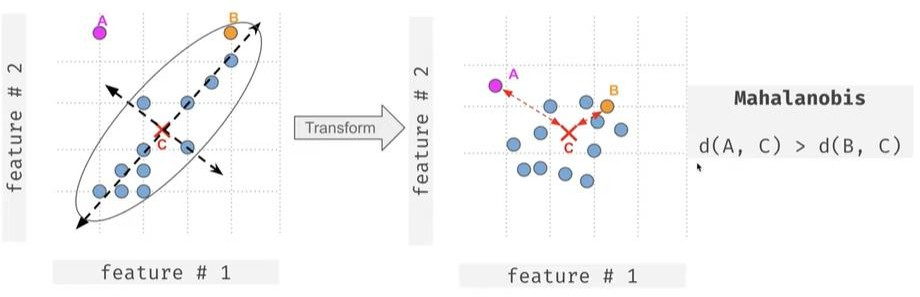 A
B
C
feature # 2
feature # 1
Transform
A
B
C
feature # 2
feature # 1
Mahalanobis
d(A, C) > d(B, C)